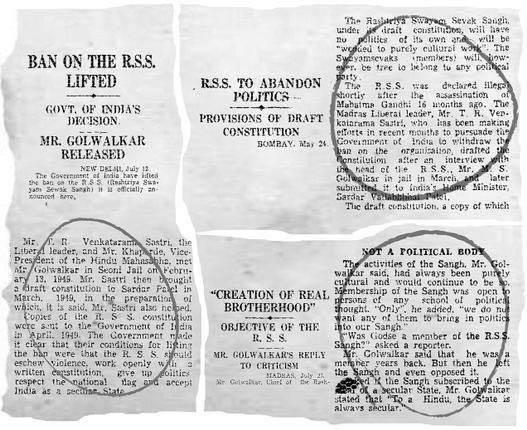 BAN ON THE R.S.S.
LIFTED
GOVT. OF INDIA'S
DECISION
MR. GOLWALKAR
RELEASED
NEW DELHI, July 12.
The Government of India have lifted
the ban on the R.S.S. (Rashtriya Swa-
yam Sewak Sangh) it is officially an-
nounced here.
Mr. T. R. Venkatarama Sastri, the
Liberal leader, and Mr. Khapaide, Vice-
President of the Hindu Mahasabha, met
Mr. Golwalkar in Seoni Jail on Febru-
ary 13, 1949. Mr. Sastri then brought
a draft constitution to Sardar Patel in
March, 1949, in the preparation of
which, it is said, Mr. Sastri also helped.
Copies of the R. S. S. constitution
were sent to the Government of India
in April, 1949. The Government made
it clear that their conditions for lifting
the ban were that the R. S. S. should
eschew violence, work openly with a
written constitution, give up politics
respect the national flag and accept
India as a secular State.
R.S.S. TO ABANDON
POLITICS
PROVISIONS OF DRAFT
CONSTITUTION
BOMBAY, May 24.
The Rashtriya Swayam Sevak Sangh,
under its draft constitution, will have
no politics of its own and will be
"wedded to purely cultural work". The
Swayamsevaks (members) will, how-
ever, be free to belong to any political
party.
The R.S.S. was declared illegal
shortly after the assassination of
Mahatma Gandhi 16 months ago. The
Madras Liberal leader, Mr. T. R. Ven-
katarama Sastri, who has been making
efforts in recent months to pursuade the
Government of India to withdraw the
ban on the organisation, drafted the
constitution after an interview with
the head of the R.S.S., Mr. M. S.
Golwalkar in jail in March, and later
submitted it to India's Home Minister,
Sardar Vallabhbhai Patel.
The draft constitution, a copy of which
"CREATION OF REAL
BROTHERHOOD"
OBJECTIVE OF THE
R. S. S.
MR. GOLWALKAR'S REPLY
TO CRITICISM
MADRAS, July
Mr. Golwalkar, Chief of the Rash-
NOT A POLITICAL BODY
The activities of the Sangh, Mr. Gol-
walkar said, had always been purely
cultural and would continue to be.
Membership of the Sangh was open to
persons of any school of political
thought. "Only", he added, "we do not
want any of them to bring in politics
to our Sangh."
"Was Godse a member of the R.S.S.
Sangh?" asked a reporter.
Mr. Golwalkar said that he was a
member years back. But then he left
the Sangh and even opposed it.
if the Sangh subscribed to the
of a secular State, Mr. Golwalkar
stated that "To a Hindu, the State is
always secular."